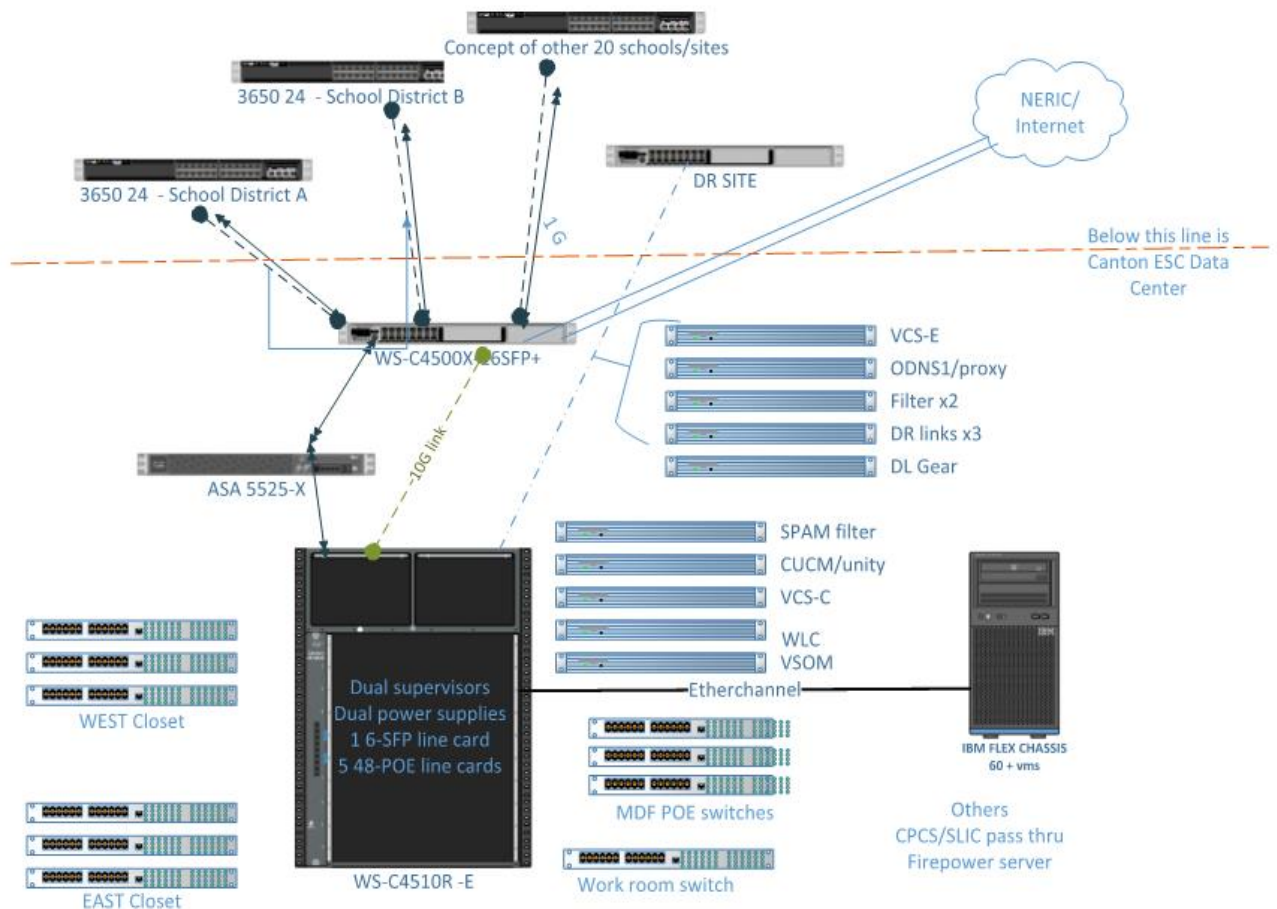 Concept of other 20 schools/sites
3650 24 - School District B
NERIC/
Internet
DR SITE
3650 24 - School District A
1 G
Below this line is
Canton ESC Data
Center
WS-C4500X-16SFP+
VCS-E
ODNS1/proxy
Filter x2
DR links x3
DL Gear
10G link
ASA 5525-X
SPAM filter
CUCM/unity
VCS-C
WLC
VSOM
IBM
Etherchannel
Dual supervisors
Dual power supplies
1 6-SFP line card
5 48-POE line cards
WEST Closet
IBM FLEX CHASSIS
60 + vms
MDF POE switches
Others
CPCS/SLIC pass thru
Firepower server
WS-C4510R -E
Work room switch
EAST Closet